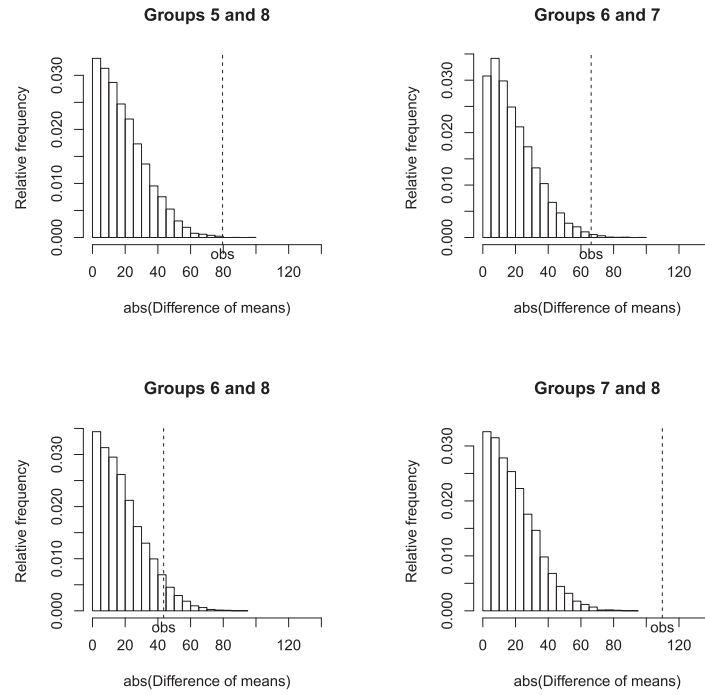 Groups 5 and 8
Relative frequency
0.000 0.010 0.020 0.030
obs
0 20 40 60 80 120
abs(Difference of means)
Groups 6 and 7
Relative frequency
0.000 0.010 0.020 0.030
obs
0 20 40 60 80 120
abs(Difference of means)
Groups 6 and 8
Relative frequency
0.000 0.010 0.020 0.030
obs
0 20 40 60 80 120
abs(Difference of means)
Groups 7 and 8
Relative frequency
0.000 0.010 0.020 0.030
obs
0 20 40 60 80 120
abs(Difference of means)